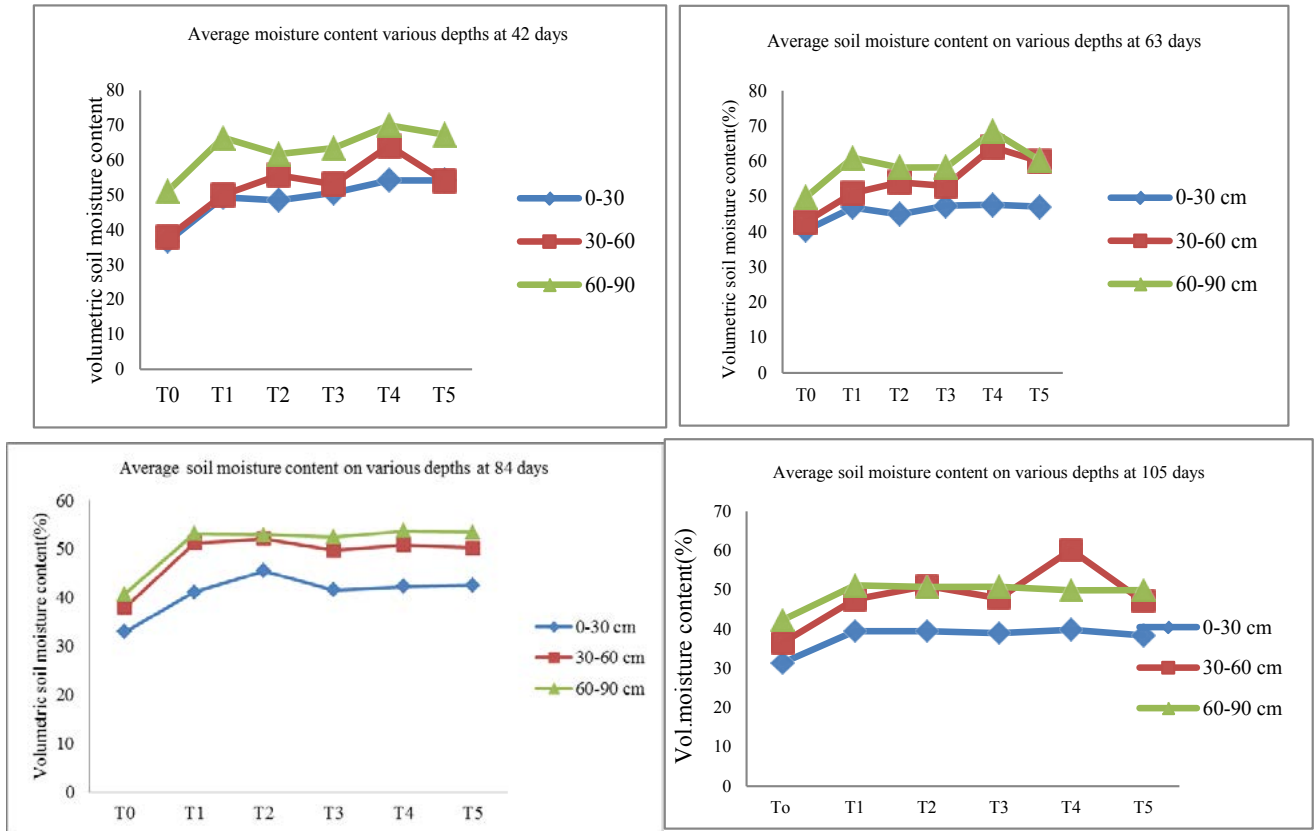 Average moisture content various depths at 42 days
volumetric soil moisture content
80
70
60
50
40
30
20
10
0
T0 T1 T2 T3 T4 T5
0-30
30-60
60-90
Average soil moisture content on various depths at 63 days
Volumetric soil moisture content(%)
80
70
60
50
40
30
20
10
0
T0 T1 T2 T3 T4 T5
0-30 cm
30-60 cm
60-90 cm
Average soil moisture content on various depths at 84 days
Volumetric soil moisture content(%)
60
50
40
30
20
10
0
T0 T1 T2 T3 T4 T5
0-30 cm
30-60 cm
60-90 cm
Average soil moisture content on various depths at 105 days
Vol.moisture content(%)
70
60
50
40
30
20
10
0
To T1 T2 T3 T4 T5
0-30 cm
30-60 cm
60-90 cm